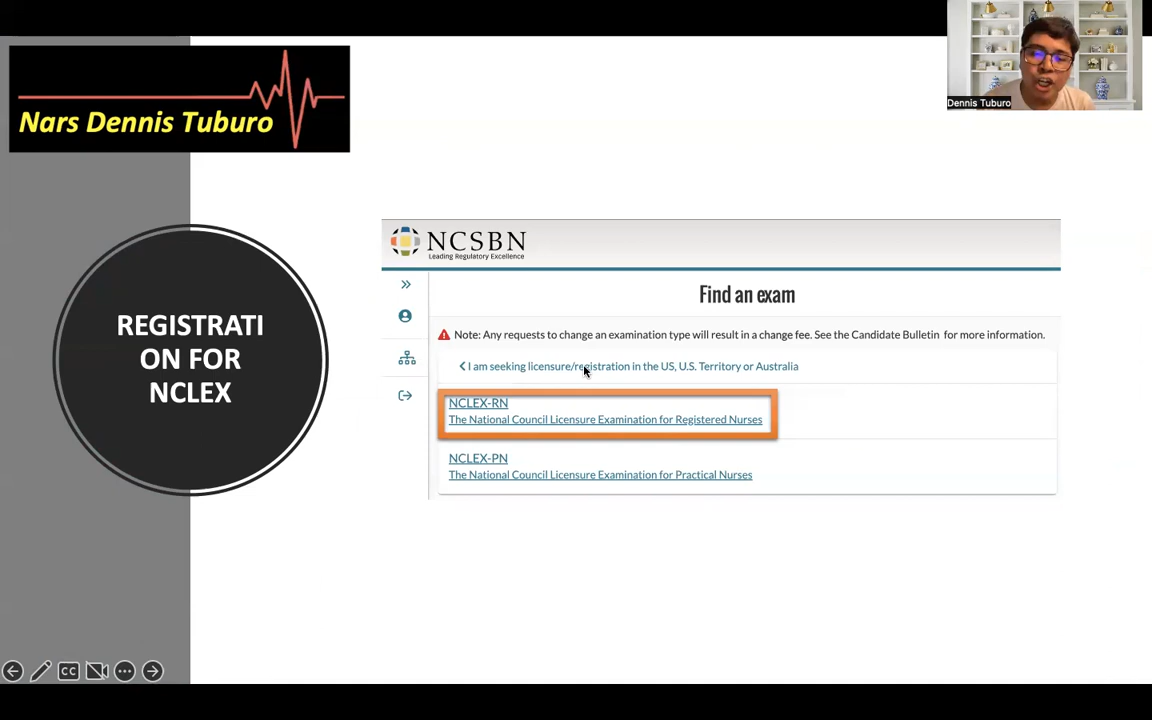 Nars Dennis Tuburo
Dennis Tuburo
REGISTRATI
ON FOR
NCLEX
NCSBN
Leading Regulatory Excellence
Find an exam
Note: Any requests to change an examination type will result in a change fee. See the Candidate Bulletin for more information.
I am seeking licensure/registration in the US, U.S. Territory or Australia
NCLEX-RN
The National Council Licensure Examination for Registered Nurses
NCLEX-PN
The National Council Licensure Examination for Practical Nurses
CC